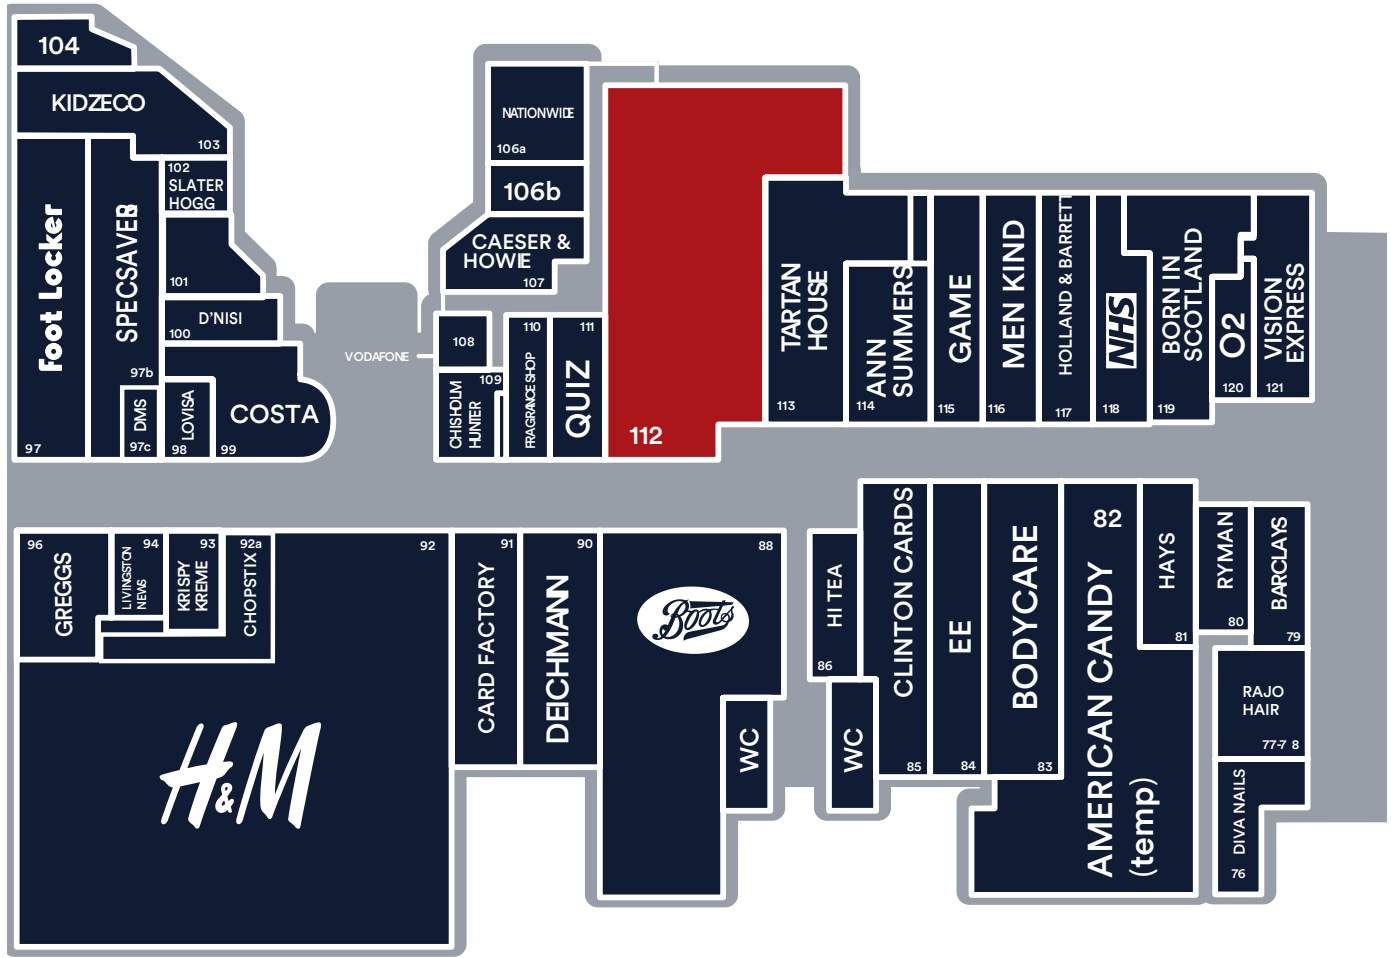 104
KIDZECO
103
Foot Locker
97
SPECSAVER
97b
DMS
97c
102
SLATER
HOGG
101
D'NISI
100
LOVISA
98
COSTA
99
VODAFONE
NATIONWIDE
106a
106b
CAESER &
HOWIE
107
108
CHISHOLM
HUNTER
109
110
FRAGRANCE SHOP
111
QUIZ
112
TARTAN
HOUSE
113
ANN
SUMMERS
114
GAME
115
MEN KIND
116
HOLLAND & BARRETT
117
NHS
118
BORN IN
SCOTLAND
119
O2
120
VISION
EXPRESS
121
96
GREGGS
94
LIVINGSTON
NEWS
93
KRISPY
KREME
92a
CHOPSTIX
92
H&M
91
CARD FACTORY
90
DEICHMANN
88
Boots
WC
HI TEA
86
WC
CLINTON CARDS
85
EE
84
BODYCARE
83
82
AMERICAN CANDY
(temp)
HAYS
81
RYMAN
80
BARCLAYS
79
RAJO
HAIR
77-7 8
DIVA NAILS
76